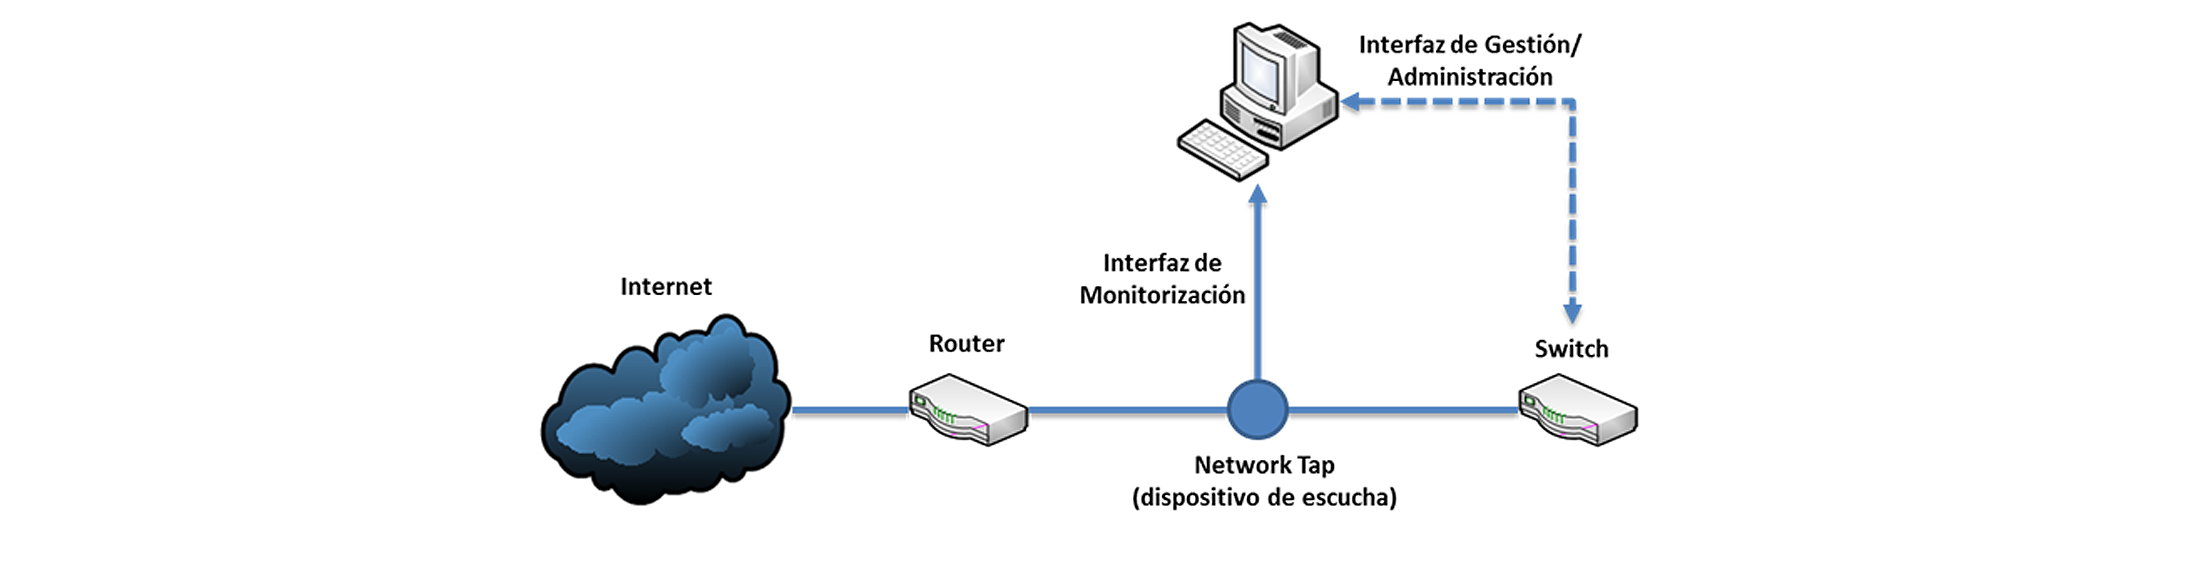 Interfaz de Gestión/
Administración
Interfaz de
Monitorización
Internet
Router
Switch
Network Tap
(dispositivo de escucha)